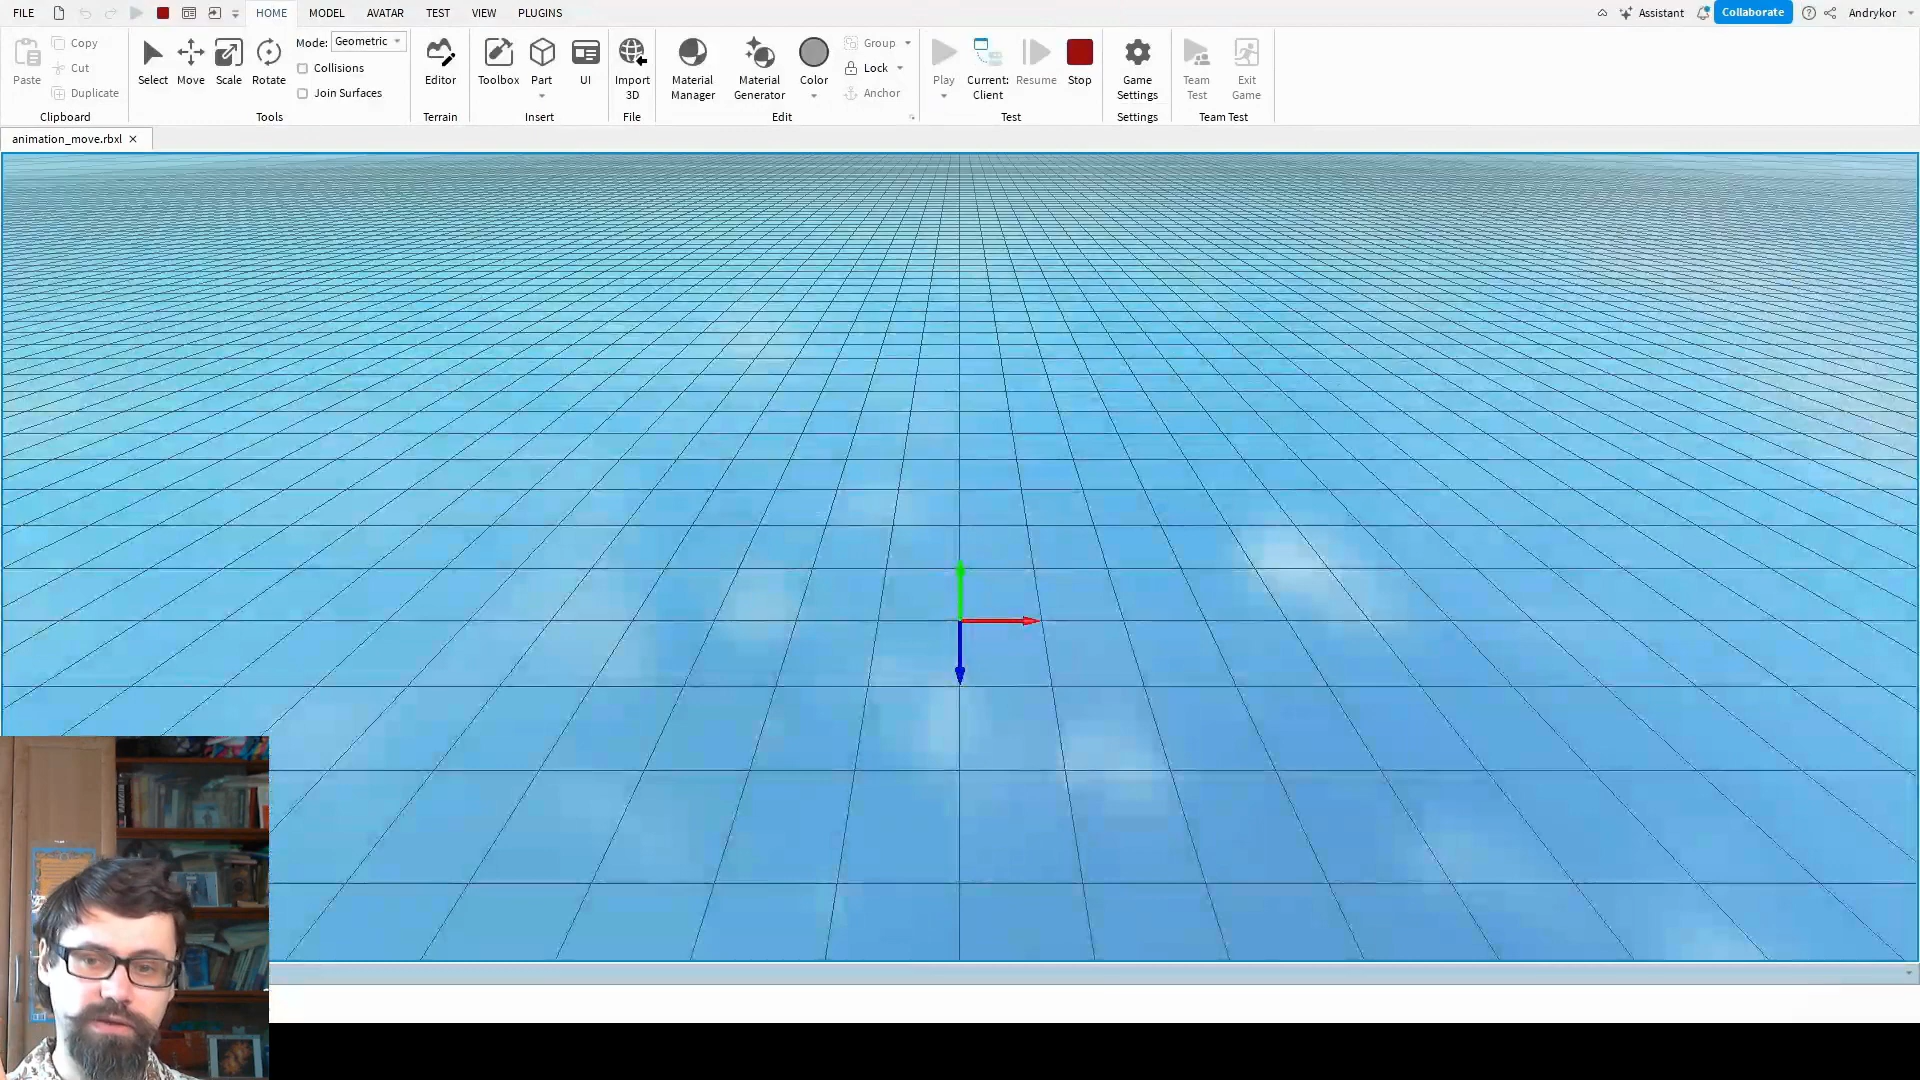 FILE HOME MODEL AVATAR TEST VIEW PLUGINS Assistant Collaborate Andrykor
Paste Copy Cut Duplicate
Clipboard
Select Move Scale Rotate
Mode: Geometric
Collisions
Join Surfaces
Tools
Editor
Terrain
Toolbox Part UI
Insert
Import 3D
File
Material Manager
Material Generator
Color
Group
Lock
Anchor
Edit
Play
Current: Client
Resume
Stop
Test
Game Settings
Settings
Team Test
Exit Game
Team Test
animation_move.rbxl